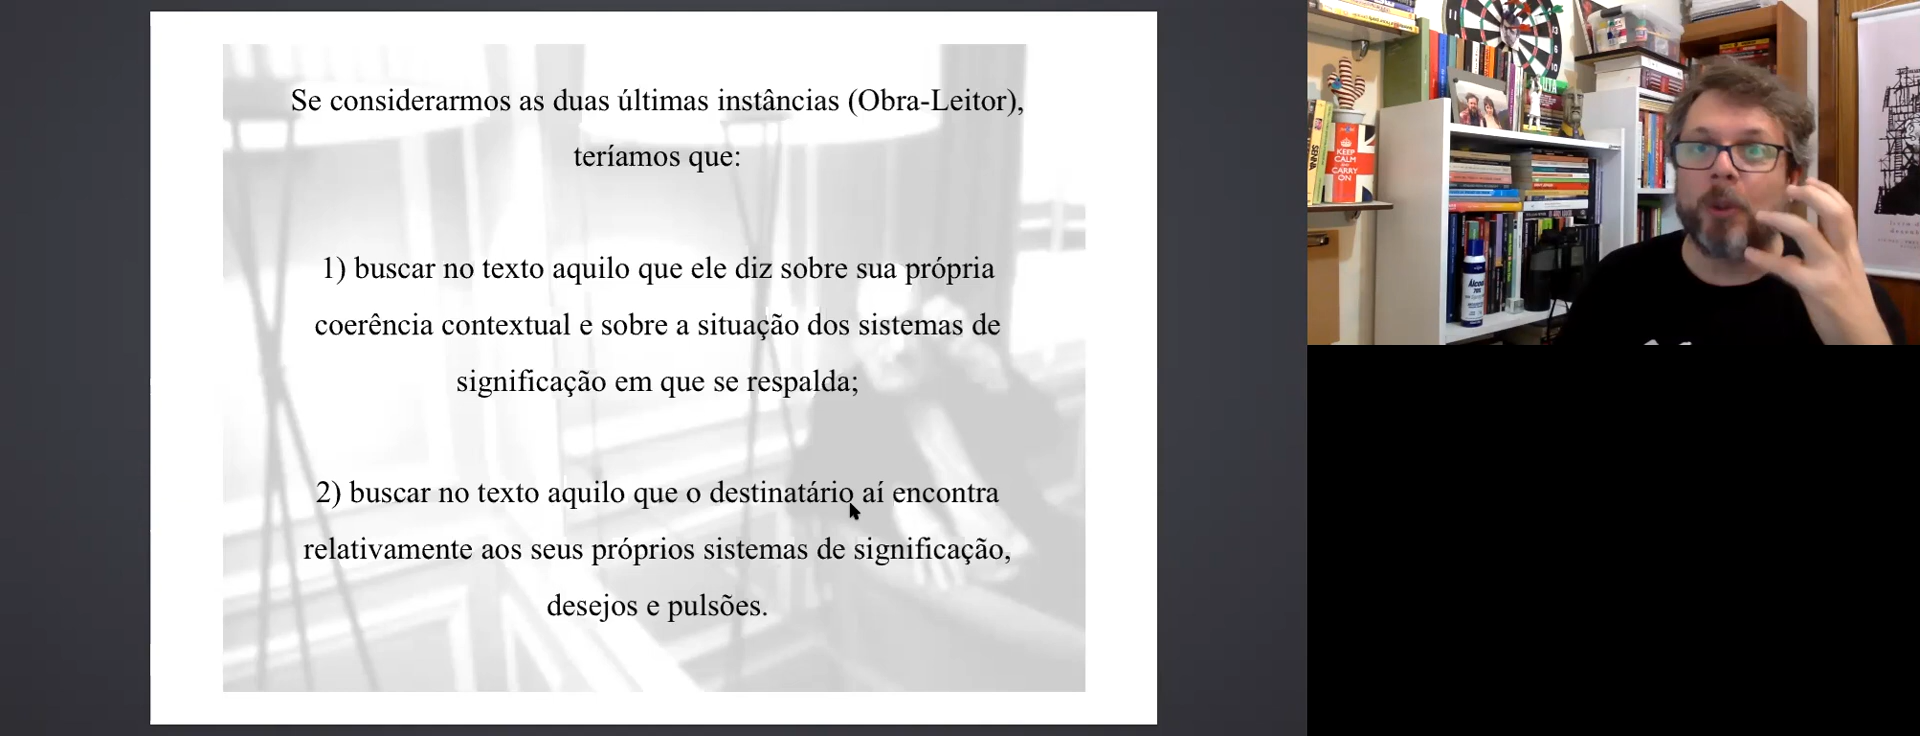 Se considerarmos as duas últimas instâncias (Obra-Leitor),
teríamos que:
1) buscar no texto aquilo que ele diz sobre sua própria
coerência contextual e sobre a situação dos sistemas de
significação em que se respalda;
2) buscar no texto aquilo que o destinatário aí encontra
relativamente aos seus próprios sistemas de significação,
desejos e pulsões.
KEEP
CALM
CARRY
ON
SENNA